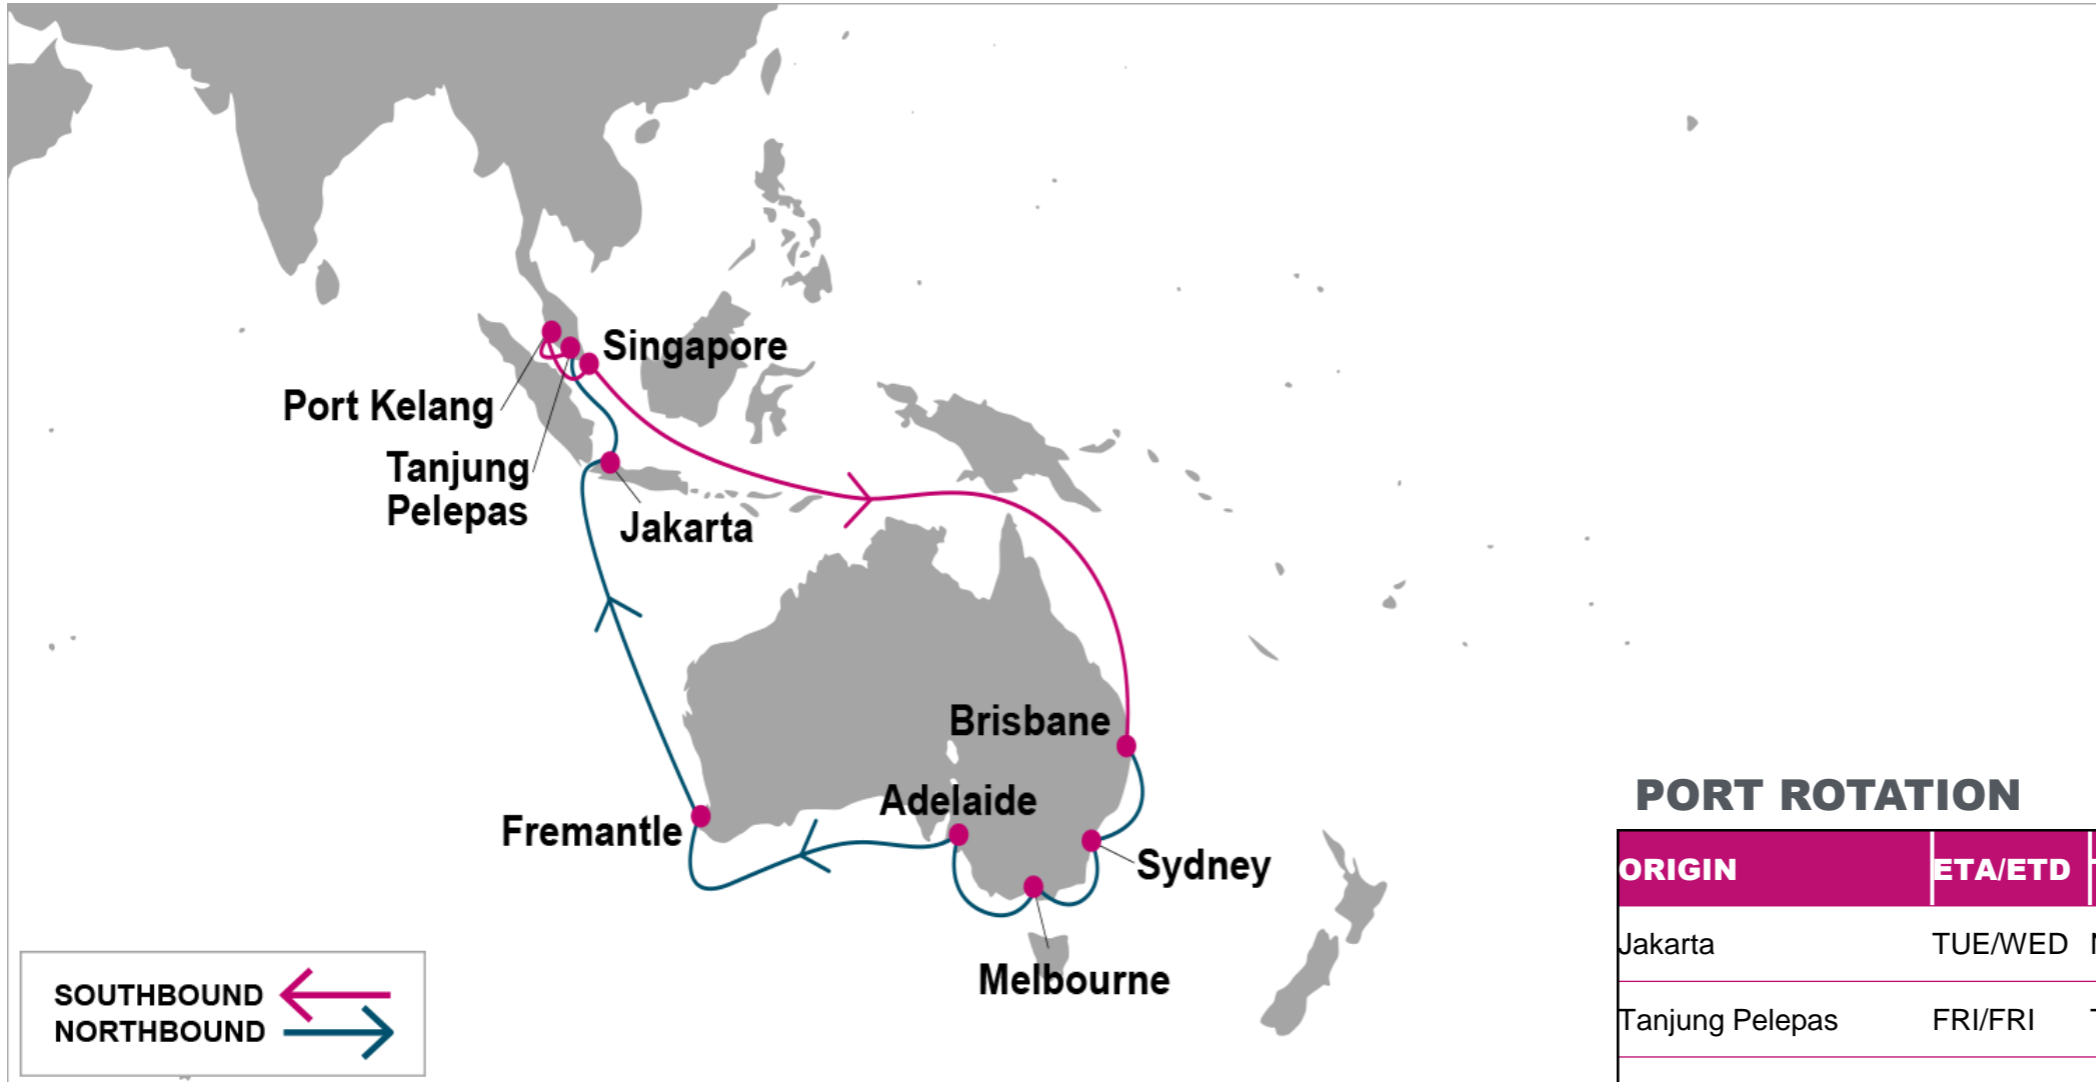 Singapore
Port Kelang
Tanjung
Pelepas
Jakarta
Brisbane
Adelaide
Fremantle
Sydney
Melbourne
SOUTHBOUND
NORTHBOUND
PORT ROTATION
ORIGIN ETA/ETD
Jakarta TUE/WED
Tanjung Pelepas FRI/FRI